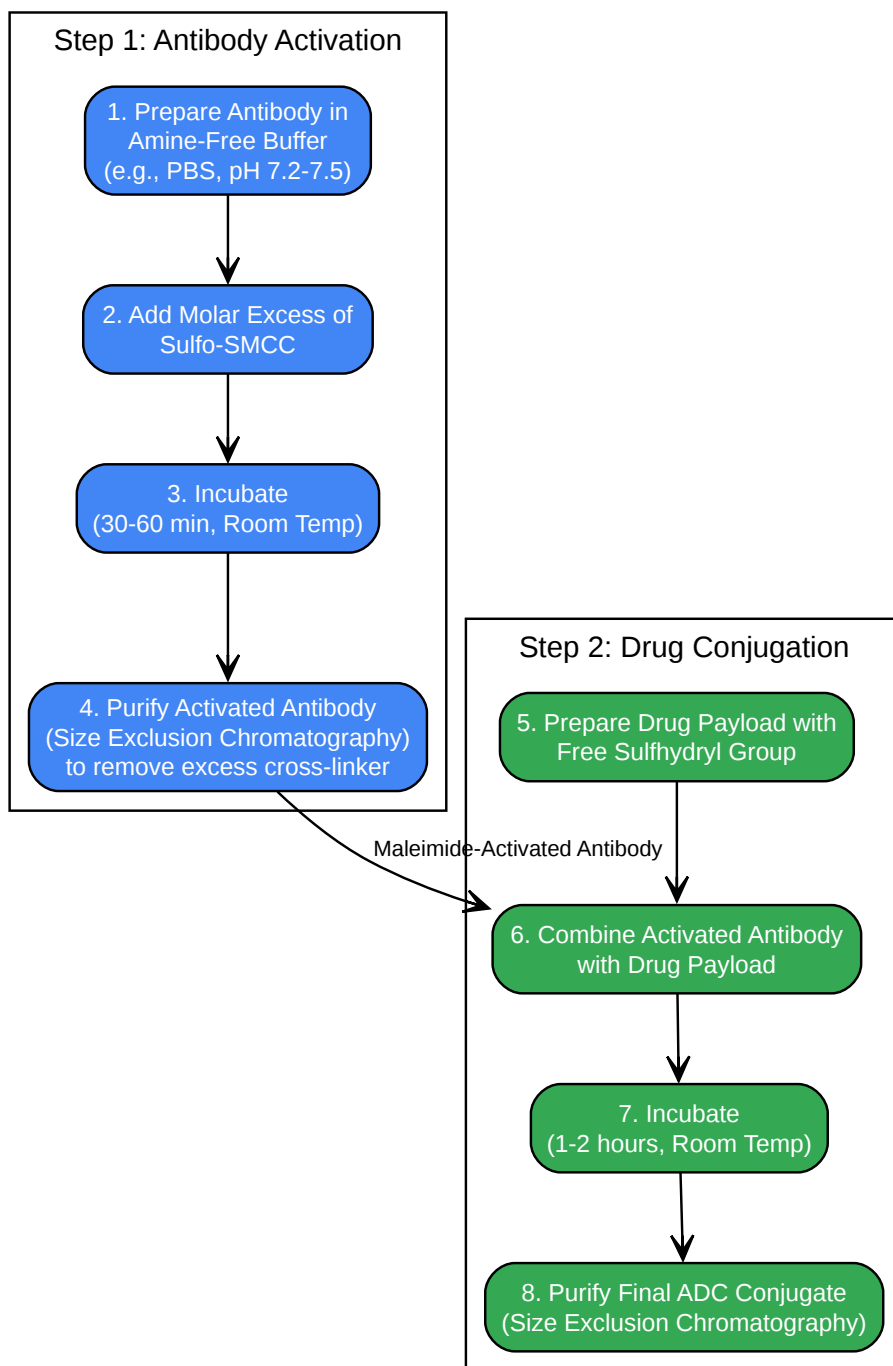 Step 1: Antibody Activation
1. Prepare Antibody in
Amine-Free Buffer
(e.g., PBS, pH 7.2-7.5)
2. Add Molar Excess of
Sulfo-SMCC
3. Incubate
(30-60 min, Room Temp)
4. Purify Activated Antibody
(Size Exclusion Chromatography)
to remove excess cross-linker
Maleimide-Activated Antibody
Step 2: Drug Conjugation
5. Prepare Drug Payload with
Free Sulfhydryl Group
6. Combine Activated Antibody
with Drug Payload
7. Incubate
(1-2 hours, Room Temp)
8. Purify Final ADC Conjugate
(Size Exclusion Chromatography)